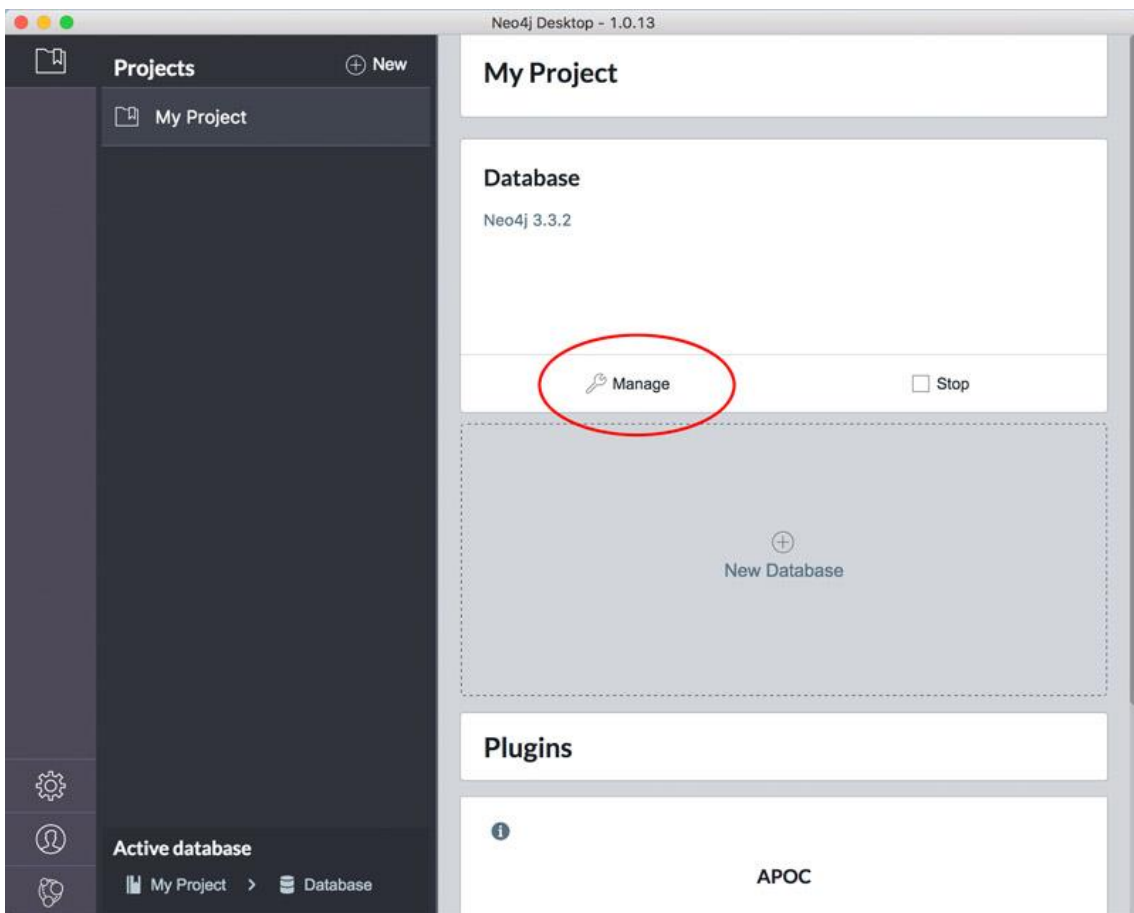 Neo4j Desktop - 1.0.13
Projects
New
My Project
My Project
Database
Neo4j 3.3.2
Manage
Stop
New Database
Plugins
APOC
Active database
My Project > Database